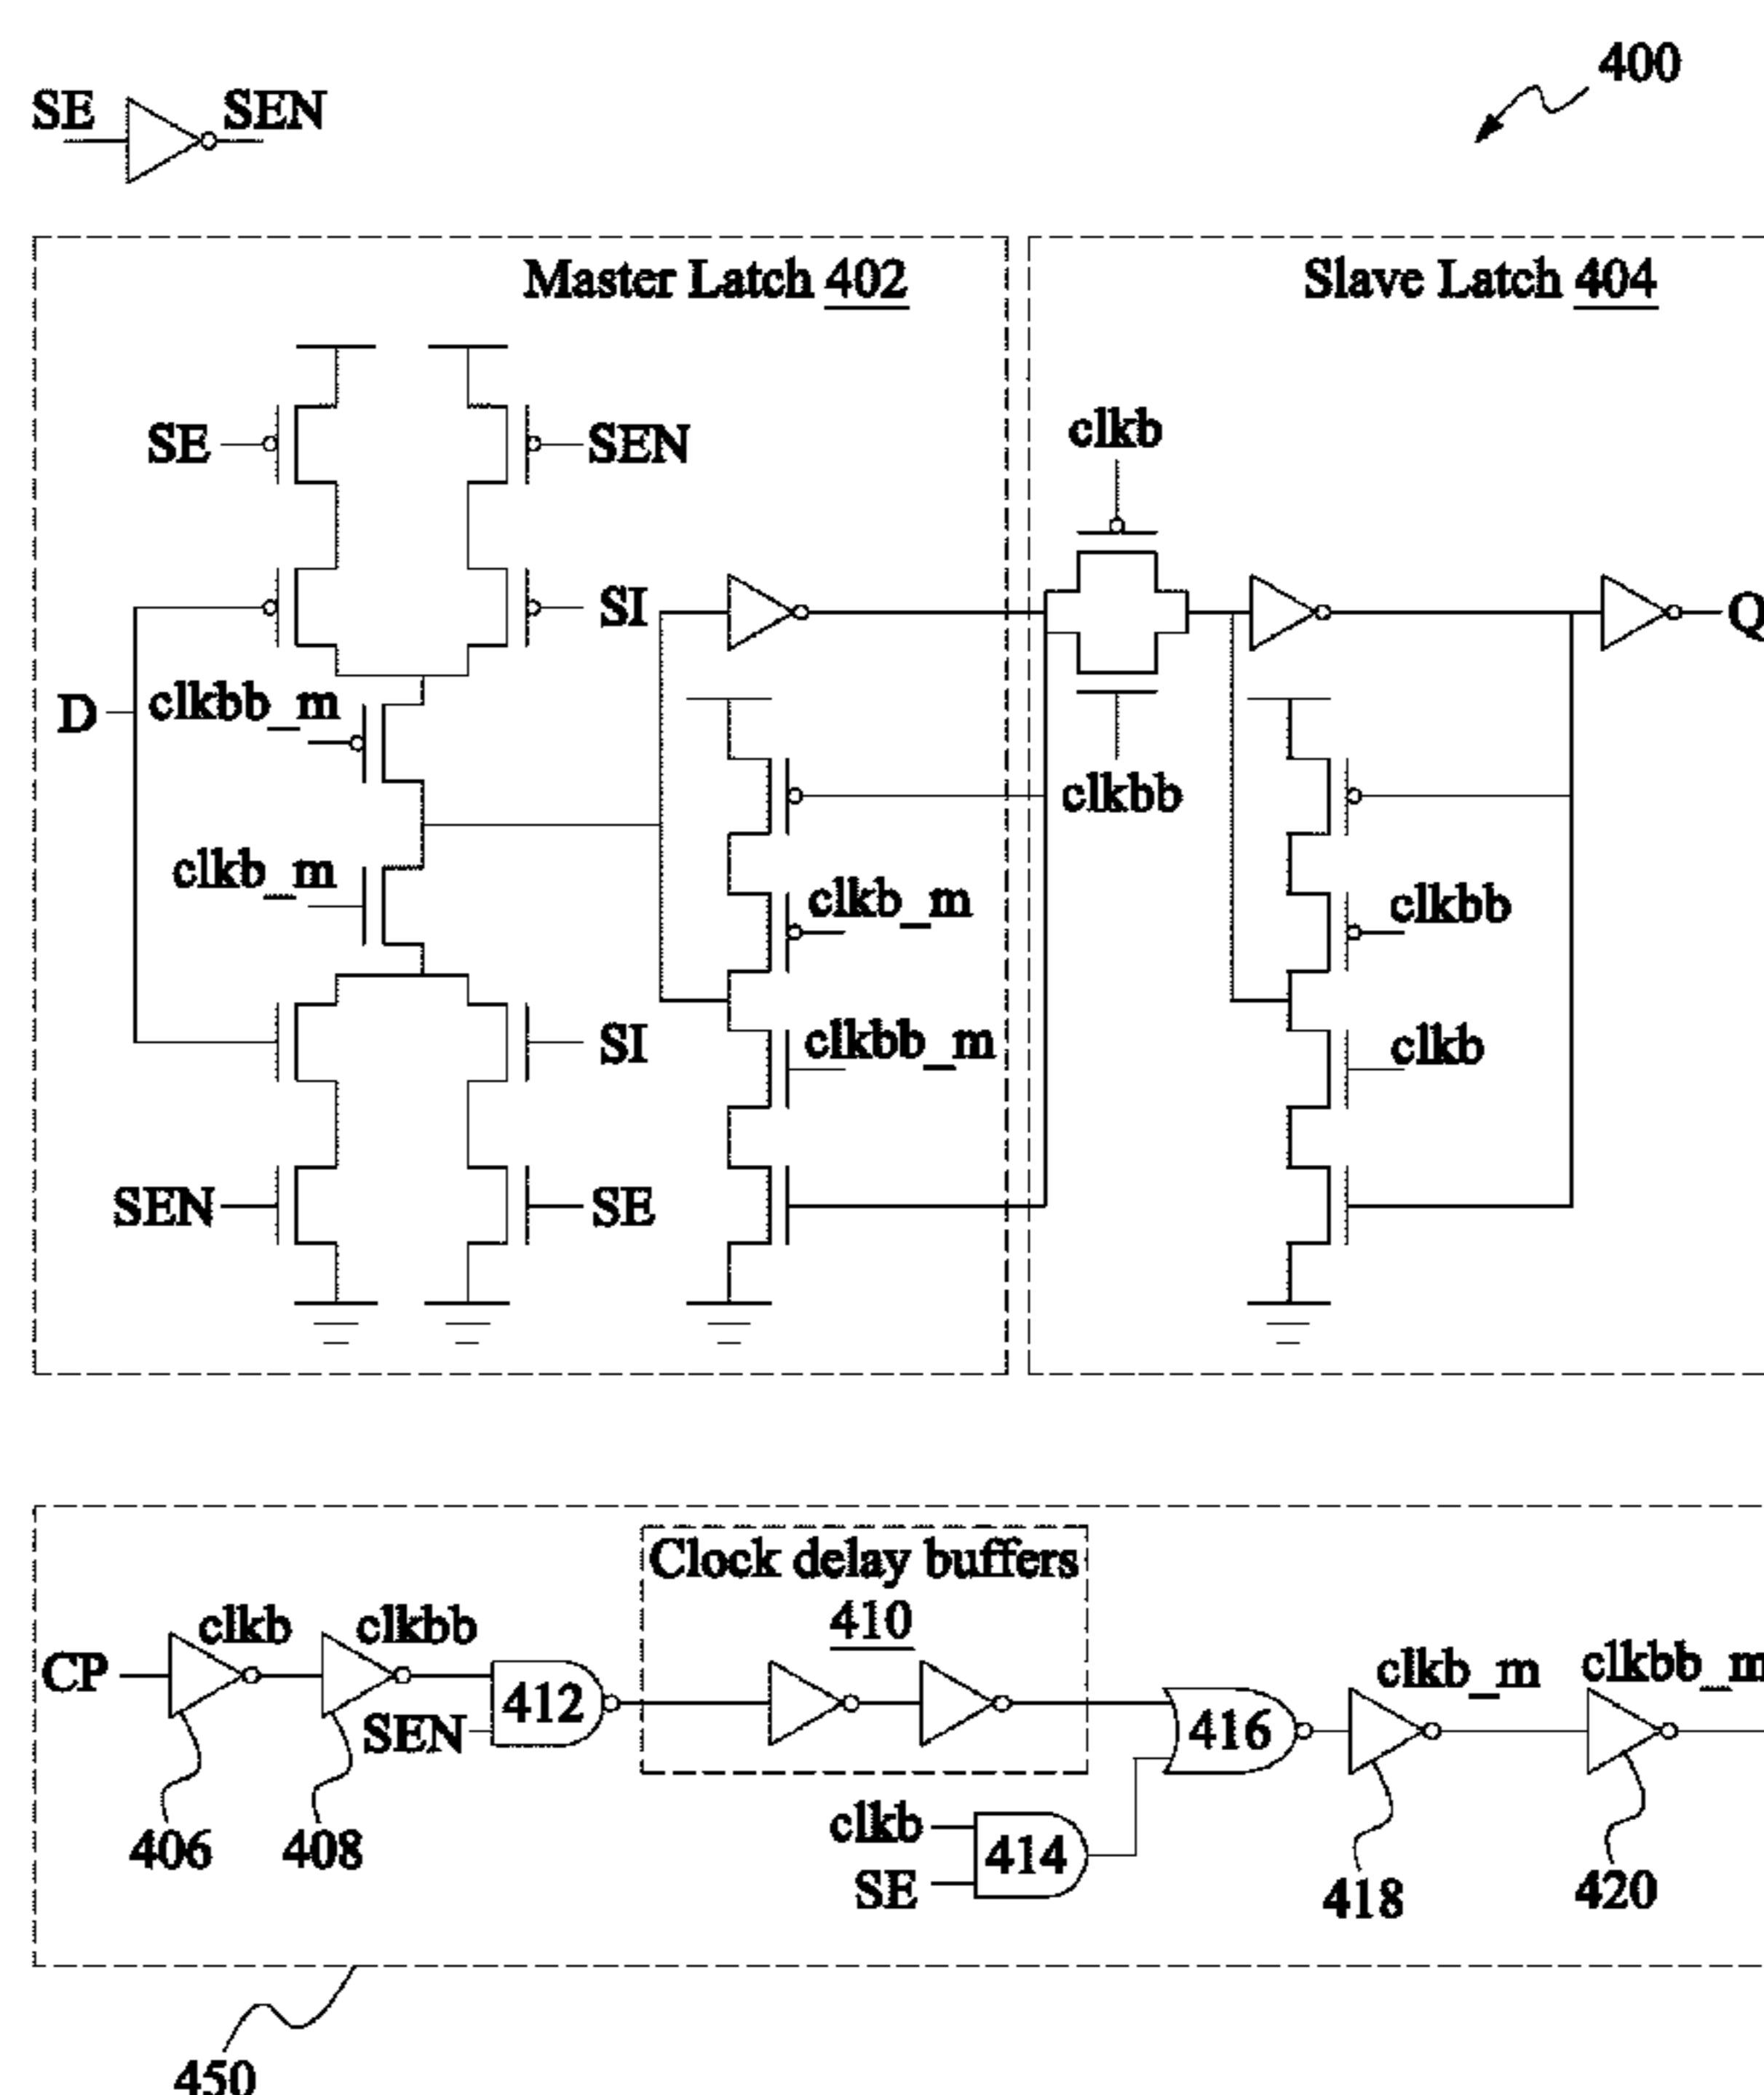 400
SE SEN
Master Latch 402
Slave Latch 404
clkb
SE SEN
SI
Q
D
clkbb_m
clkbb
clkb_m
clkb_m
clkbb
SI
clkbb_m
clkb
SEN SE
Clock delay buffers
410
clkb clkbb
CP
clkb_m clkbb_m
412
SEN
416
clkb
414
SE
406 408
418 420
450